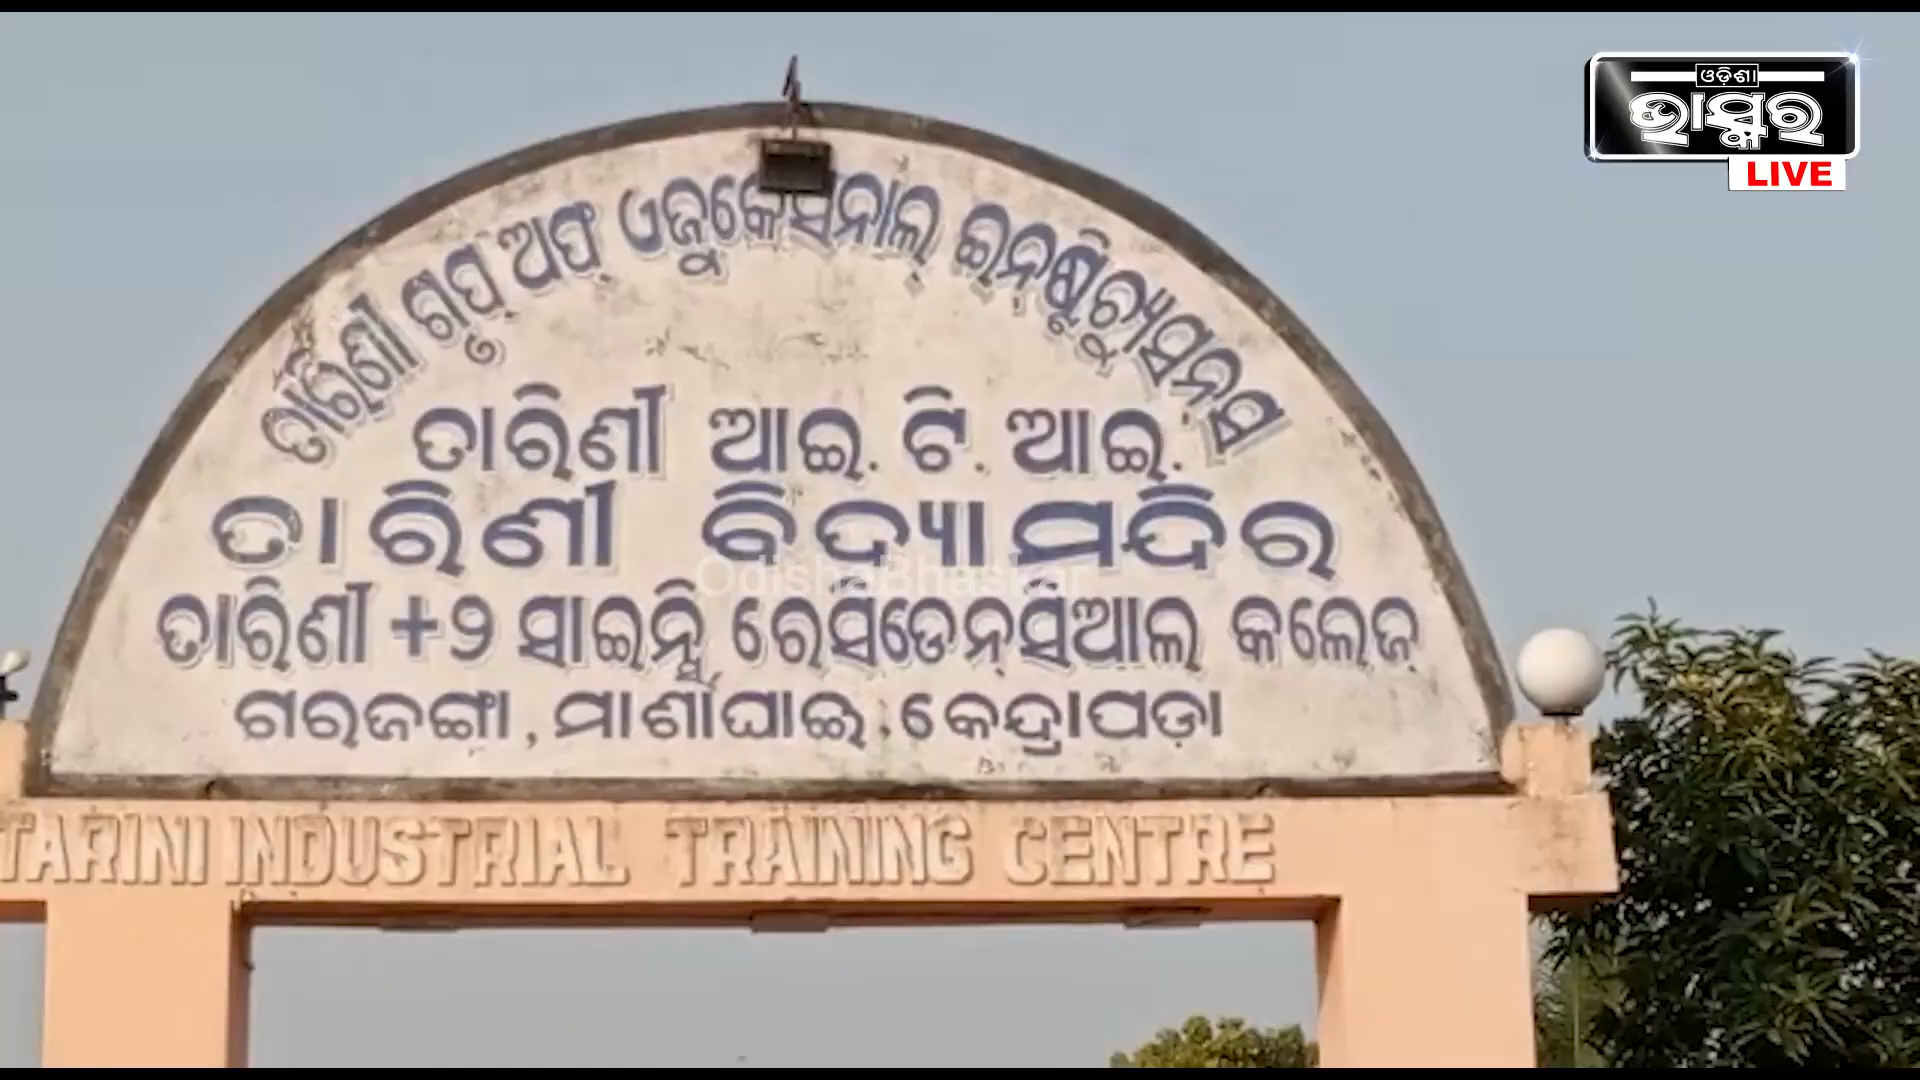 ଓଡ଼ିଶା
ଭାସ୍କର
LIVE
ତାରିଣୀ ଗ୍ରୁପ୍ ଅଫ୍ ଏଜୁକେସନାଲ୍ ଇନଷ୍ଟିଚ୍ୟୁସନ୍ସ
ତାରିଣୀ ଆଇ. ଟି. ଆଇ.
ତାରିଣୀ ବିଦ୍ୟାମନ୍ଦିର
OdishaBhaskar
ତାରିଣୀ +୨ ସାଇନ୍ସ ରେସିଡେନ୍ସିଆଲ କଲେଜ୍
ଗରଜଙ୍ଗା, ମାର୍ଶାଘାଇ, କେନ୍ଦ୍ରାପଡ଼ା
TARINI INDUSTRIAL TRAINING CENTRE